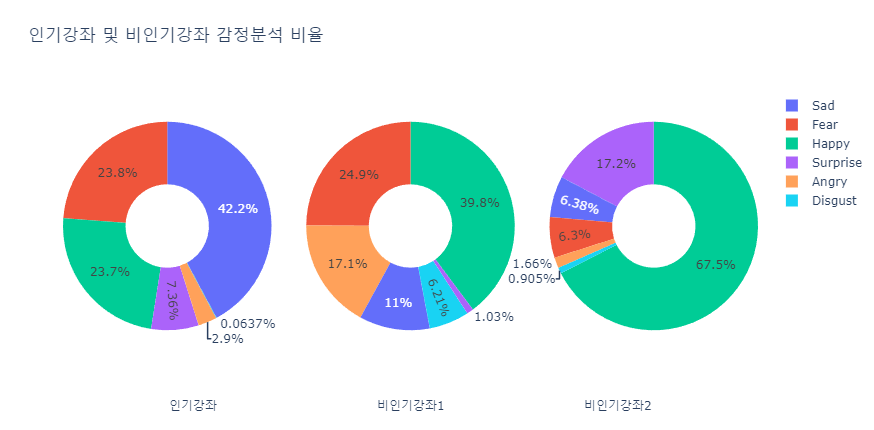 인기강좌 및 비인기강좌 감정분석 비율
Sad
Fear
Happy
Surprise
Angry
Disgust
42.2%
23.8%
23.7%
7.36%
2.9%
0.0637%
39.8%
24.9%
17.1%
11%
6.21%
1.03%
67.5%
17.2%
6.38%
6.3%
1.66%
0.905%
인기강좌
비인기강좌1
비인기강좌2